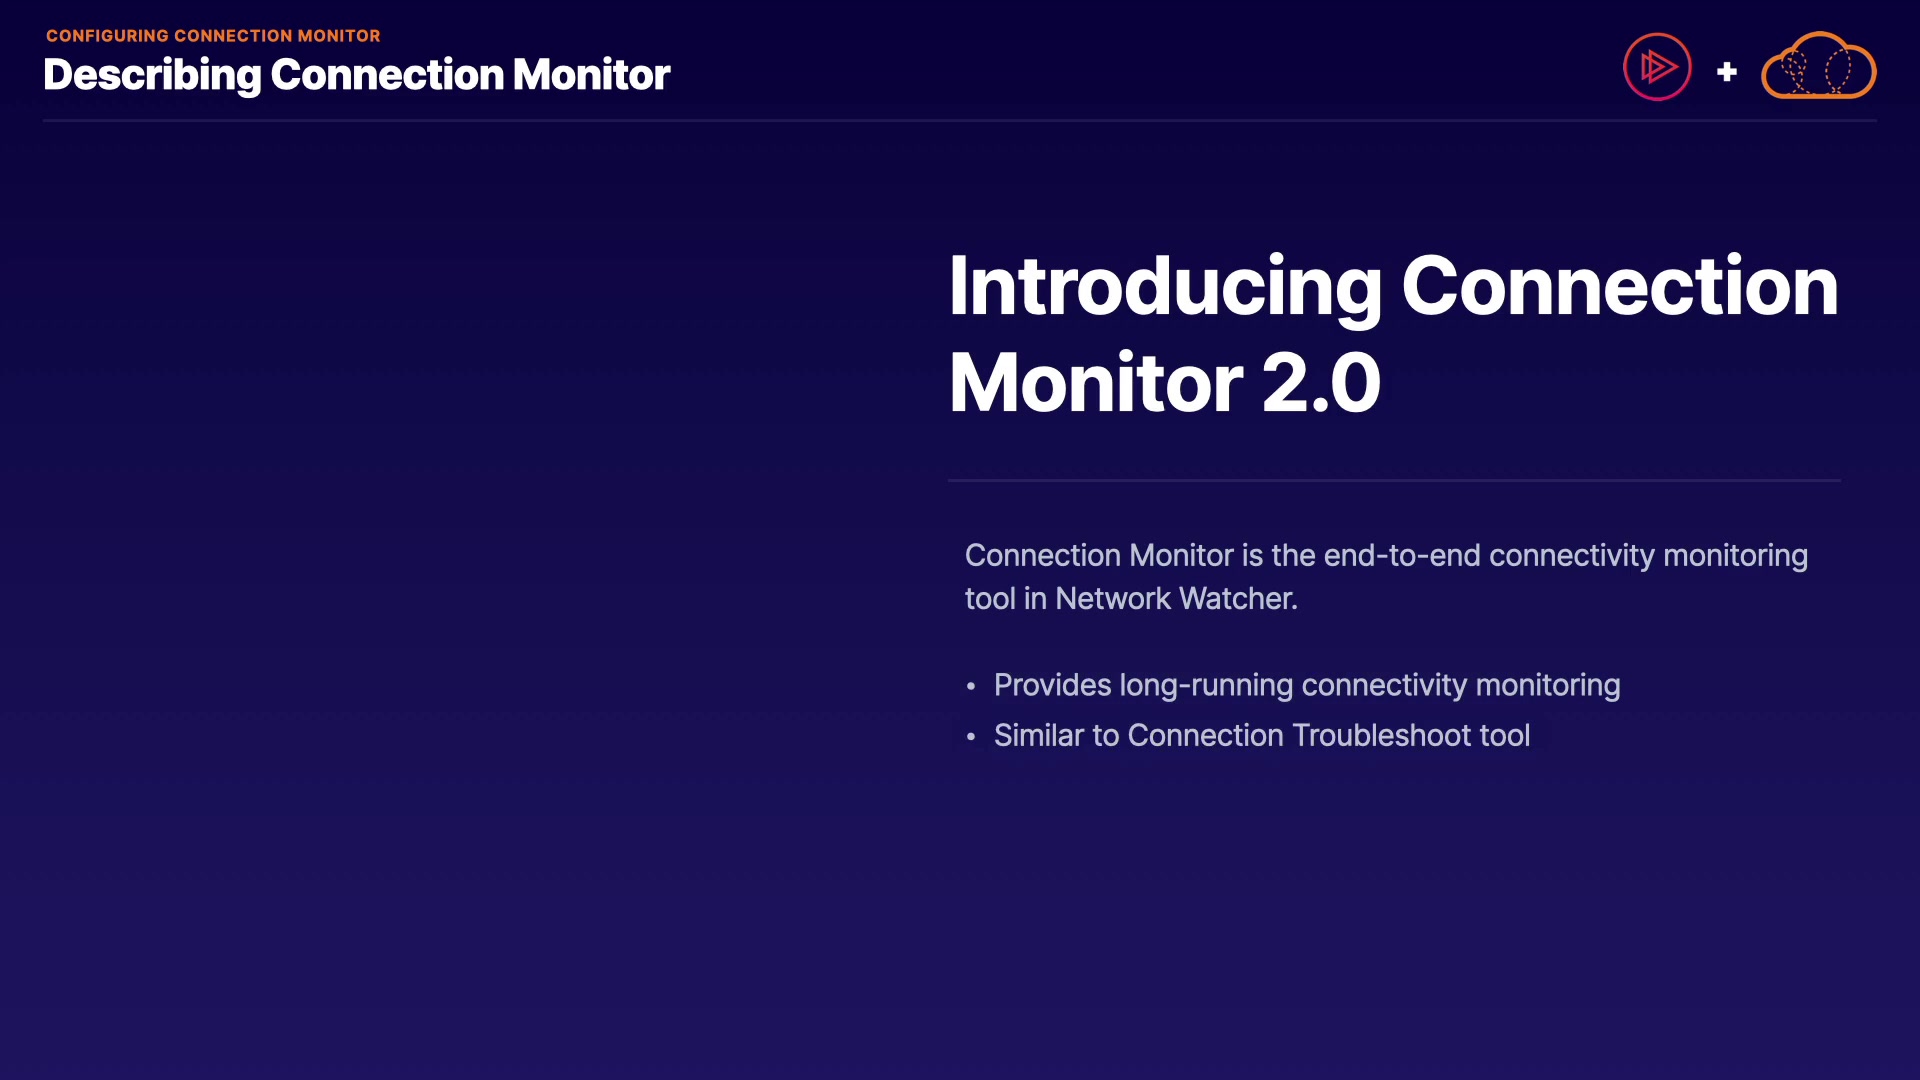 CONFIGURING CONNECTION MONITOR
Describing Connection Monitor
Introducing Connection
Monitor 2.0
Connection Monitor is the end-to-end connectivity monitoring
tool in Network Watcher.
• Provides long-running connectivity monitoring
• Similar to Connection Troubleshoot tool